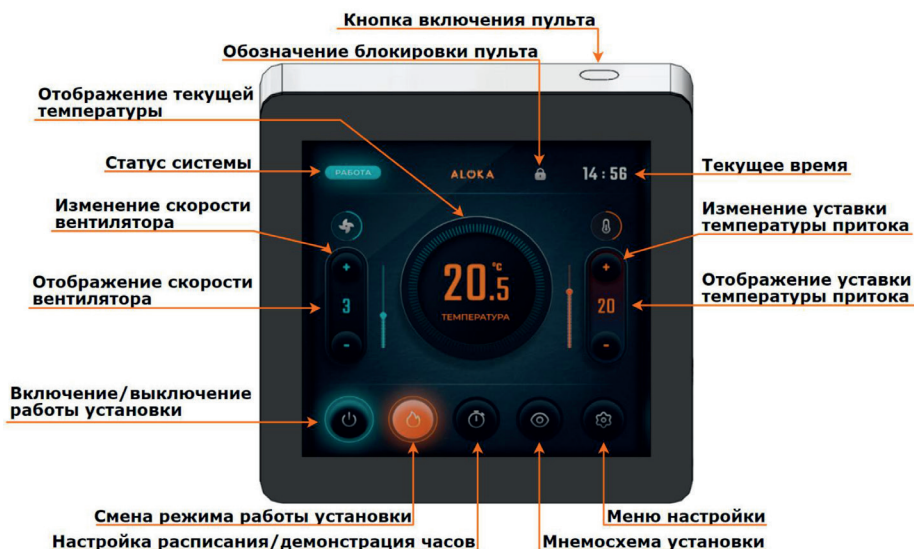 Кнопка включения пульта
Обозначение блокировки пульта
Отображение текущей
температуры
Статус системы
РАБОТА
ALOKA
14 : 56
Текущее время
Изменение скорости
вентилятора
Изменение уставки
температуры притока
+
+
20.5
°C
ТЕМПЕРАТУРА
Отображение скорости
вентилятора
3
20
Отображение уставки
температуры притока
-
-
Включение/выключение
работы установки
Смена режима работы установки
Меню настройки
Настройка расписания/демонстрация часов
Мнемосхема установки